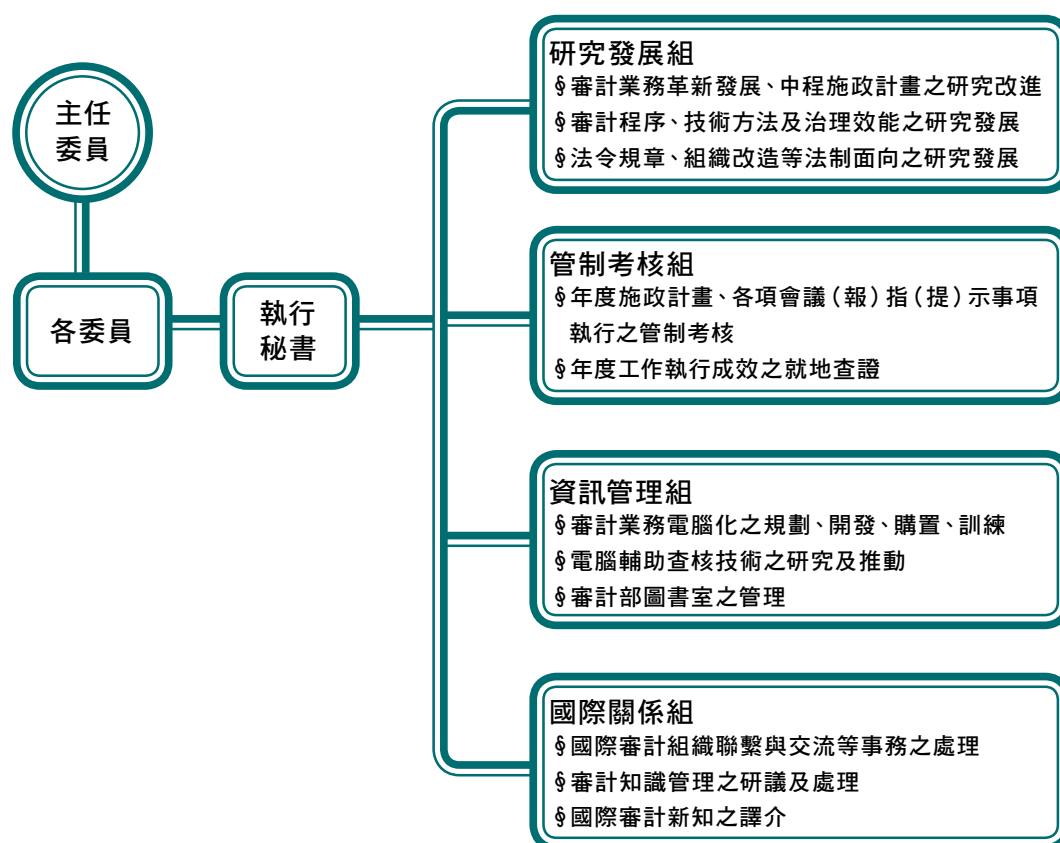 主任
委員
各委員
執行
秘書
研究發展組
§審計業務革新發展、中程施政計畫之研究改進
§審計程序、技術方法及治理效能之研究發展
§法令規章、組織改造等法制面向之研究發展
管制考核組
§年度施政計畫、各項會議（報）指（提）示事項
執行之管制考核
§年度工作執行成效之就地查證
資訊管理組
§審計業務電腦化之規劃、開發、購置、訓練
§電腦輔助查核技術之研究及推動
§審計部圖書室之管理
國際關係組
§國際審計組織聯繫與交流等事務之處理
§審計知識管理之研議及處理
§國際審計新知之譯介